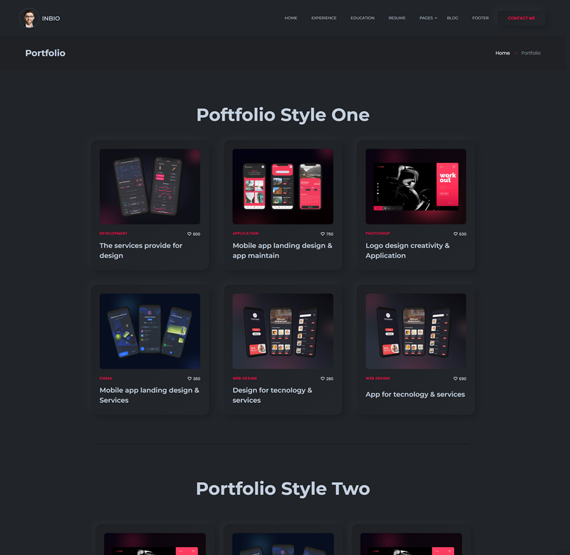 INBIO
HOME EXPERIENCE EDUCATION RESUME PAGES BLOG FOOTER CONTACT ME
Portfolio
Home Portfolio
Poftfolio Style One
work
out
DEVELOPMENT 600
The services provide for
design
APPLICATION 750
Mobile app landing design &
app maintain
PHOTOSHOP 630
Logo design creativity &
Application
FIGMA 360
Mobile app landing design &
Services
WEB DESIGN 280
Design for tecnology &
services
WEB DESIGN 690
App for tecnology & services
Portfolio Style Two